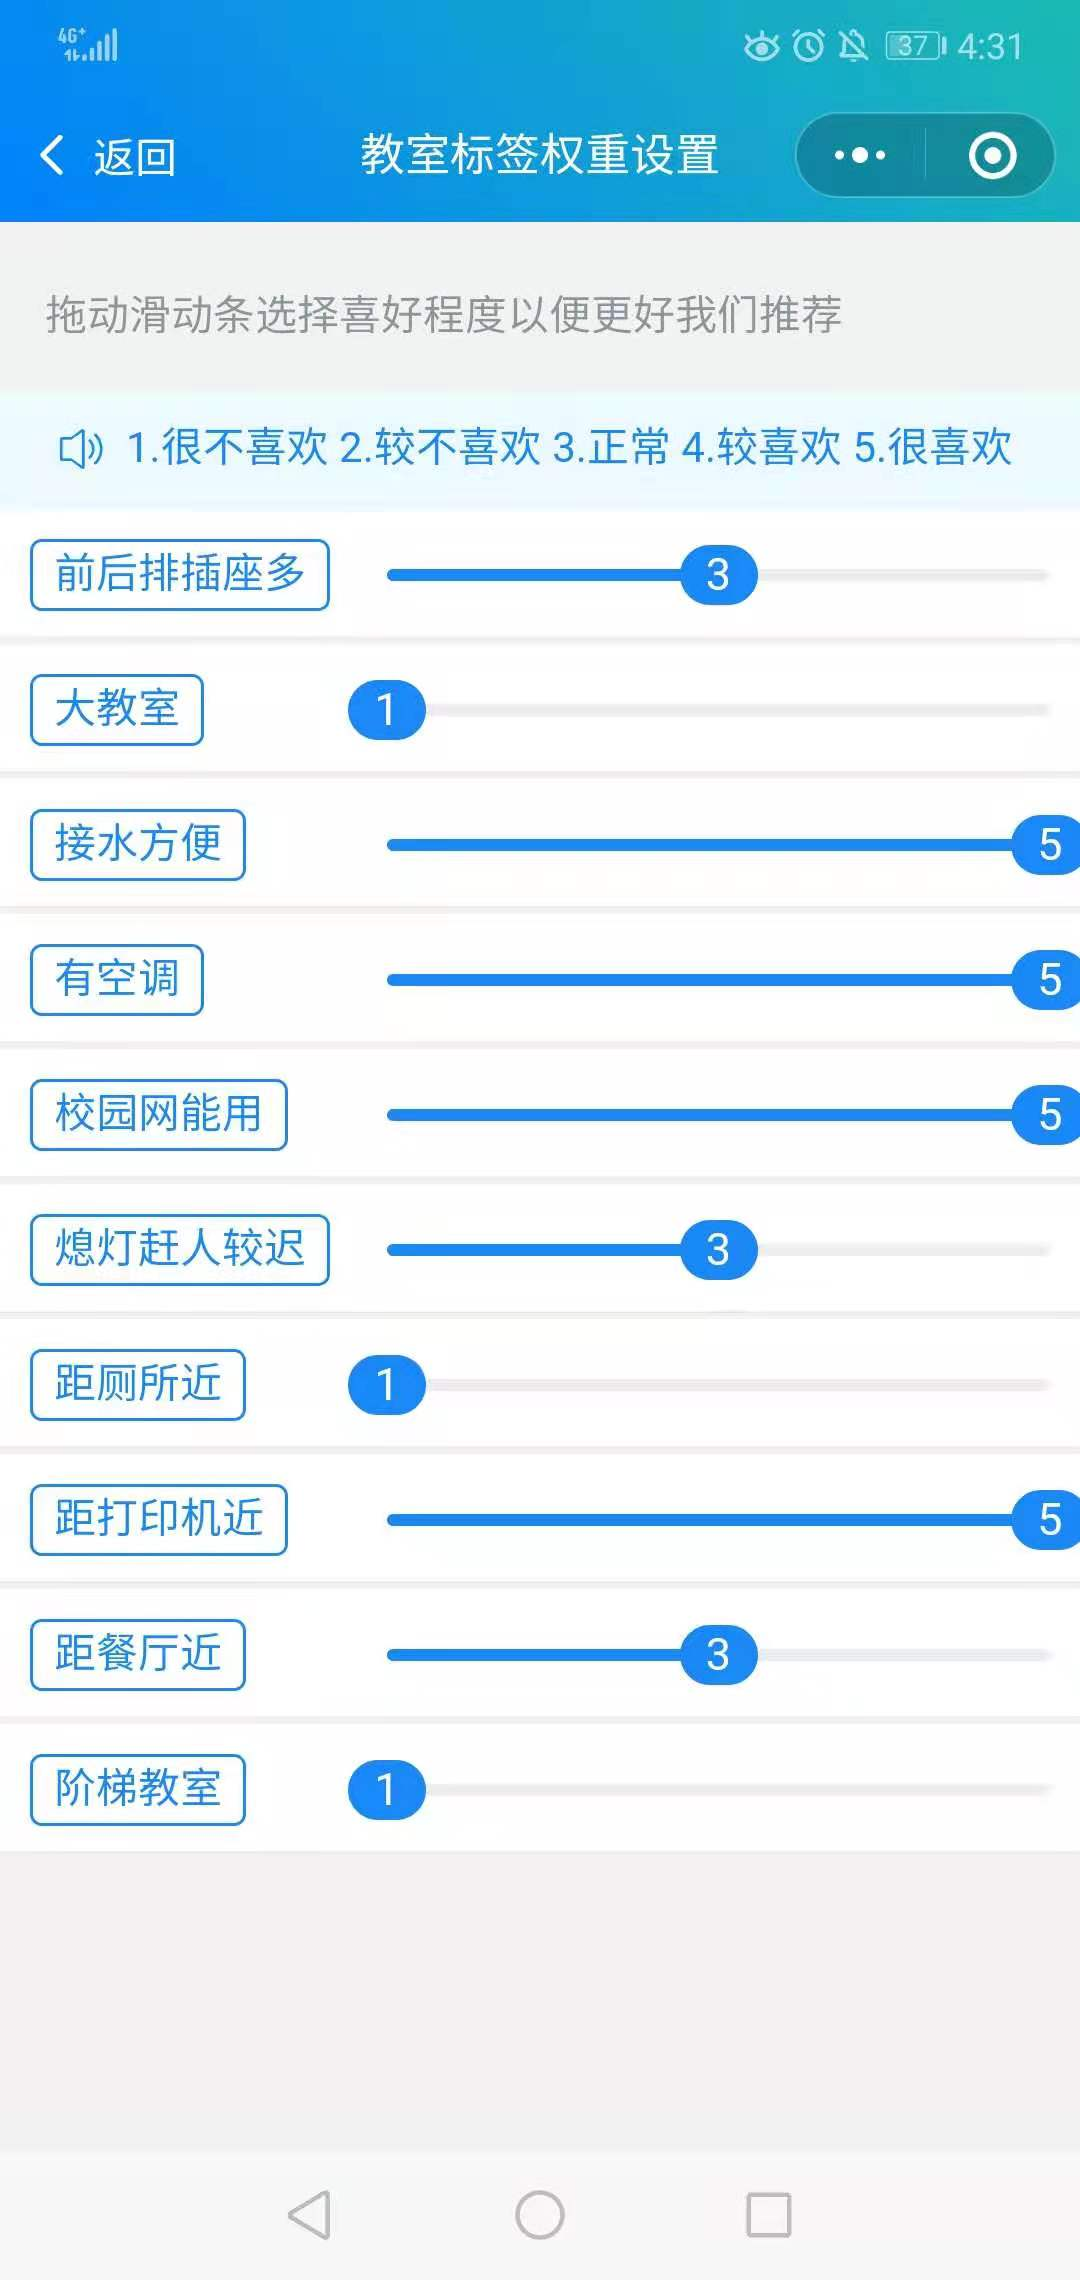 4G+ 37 4:31
返回 教室标签权重设置
拖动滑动条选择喜好程度以便更好我们推荐
1.很不喜欢 2.较不喜欢 3.正常 4.较喜欢 5.很喜欢
前后排插座多 3
大教室 1
接水方便 5
有空调 5
校园网能用 5
熄灯赶人较迟 3
距厕所近 1
距打印机近 5
距餐厅近 3
阶梯教室 1